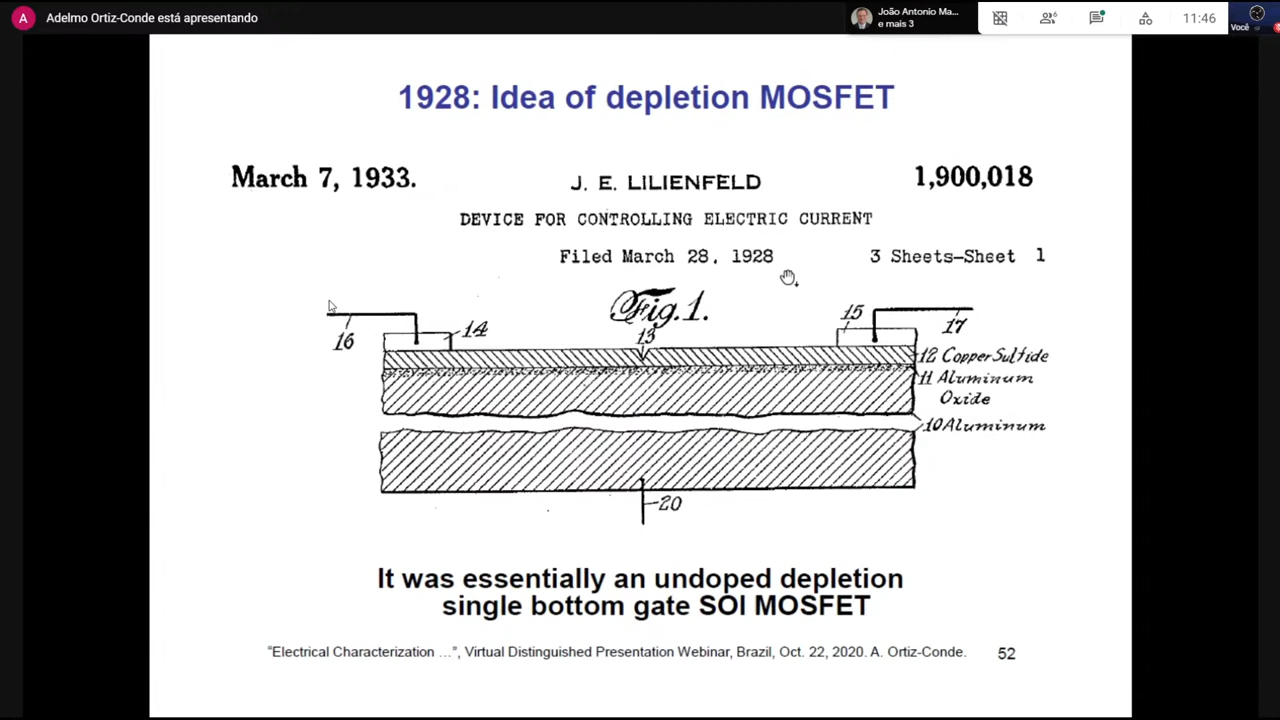 A Adelmo Ortiz-Conde está apresentando
João Antonio Ma...
e mais 3
6
11:46
Você
1928: Idea of depletion MOSFET
March 7, 1933.
J. E. LILIENFELD
1,900,018
DEVICE FOR CONTROLLING ELECTRIC CURRENT
Filed March 28, 1928
3 Sheets-Sheet 1
Fig.1.
16
14
13
15
17
12 Copper Sulfide
11 Aluminum
Oxide
10 Aluminum
20
It was essentially an undoped depletion
single bottom gate SOI MOSFET
"Electrical Characterization ...", Virtual Distinguished Presentation Webinar, Brazil, Oct. 22, 2020. A. Ortiz-Conde.
52